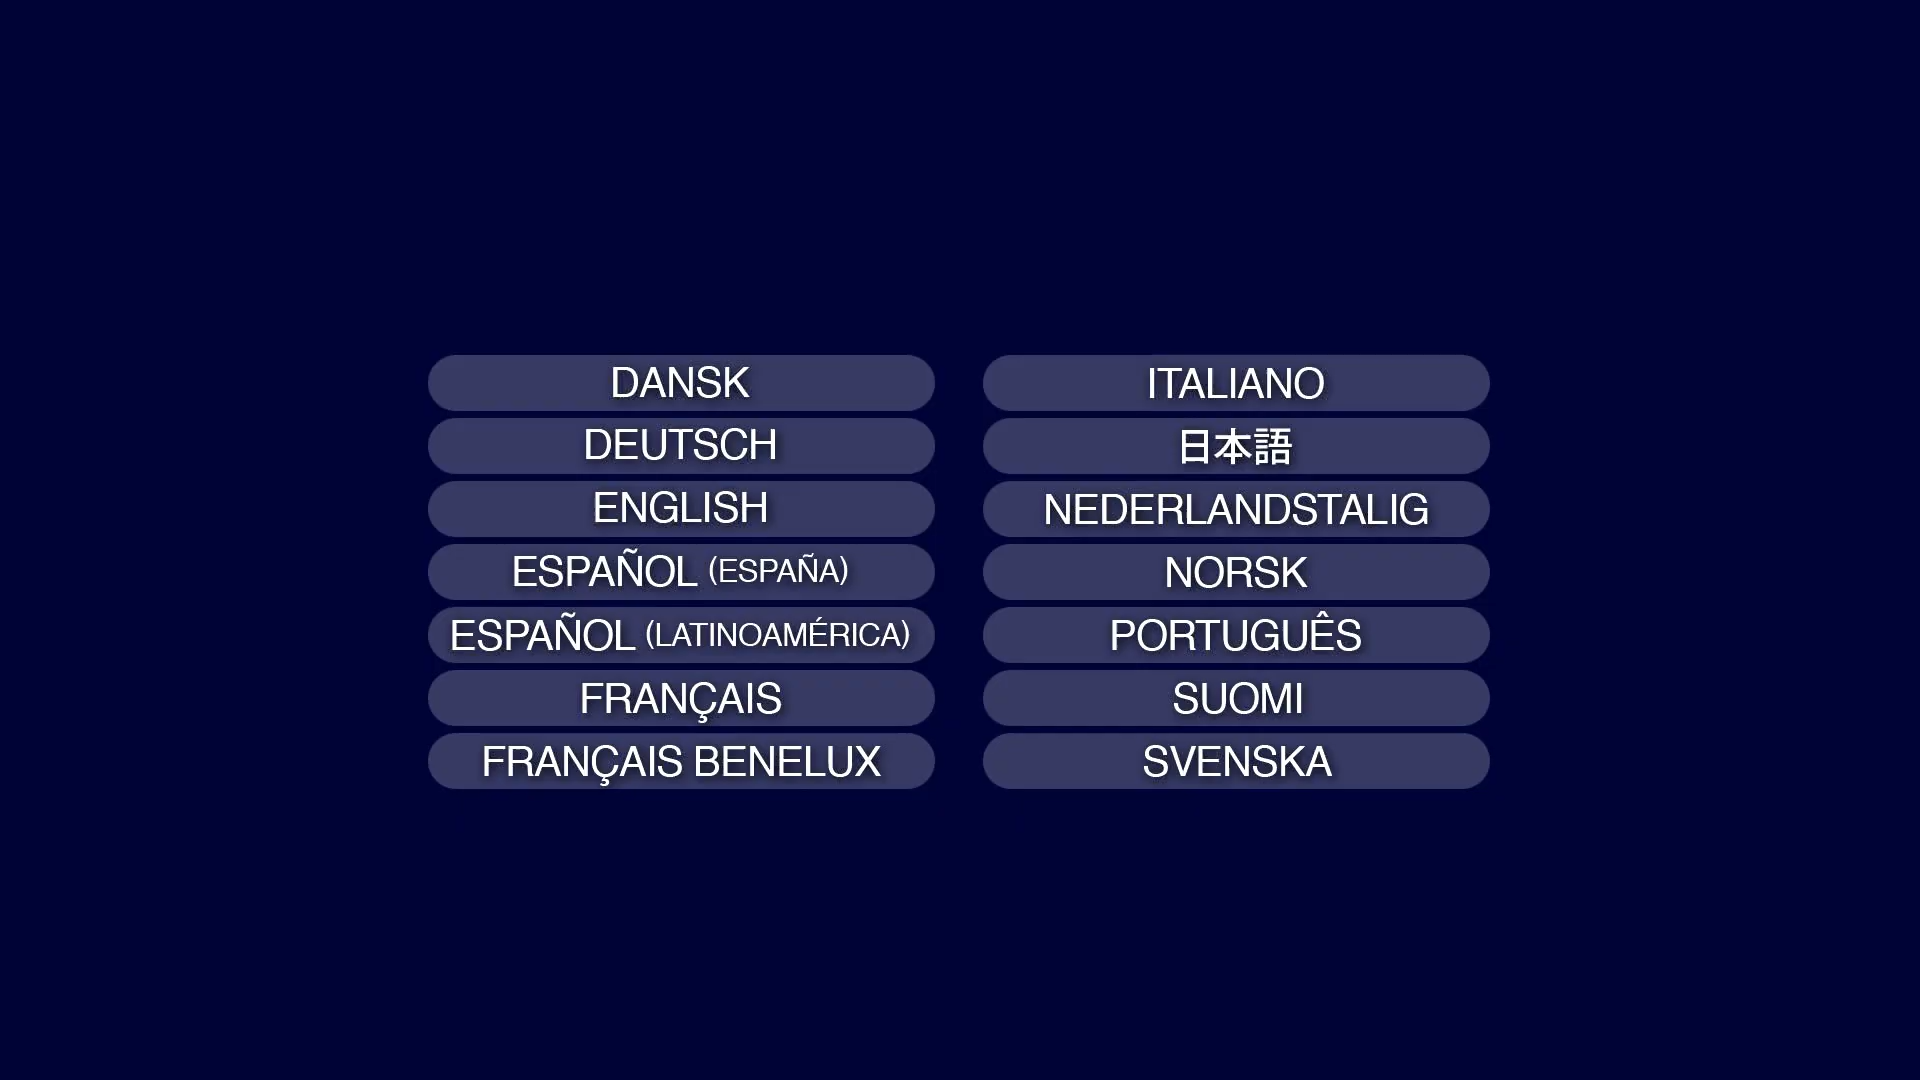 DANSK
DEUTSCH
ENGLISH
ESPAÑOL (ESPAÑA)
ESPAÑOL (LATINOAMÉRICA)
FRANÇAIS
FRANÇAIS BENELUX
ITALIANO
日本語
NEDERLANDSTALIG
NORSK
PORTUGUÊS
SUOMI
SVENSKA